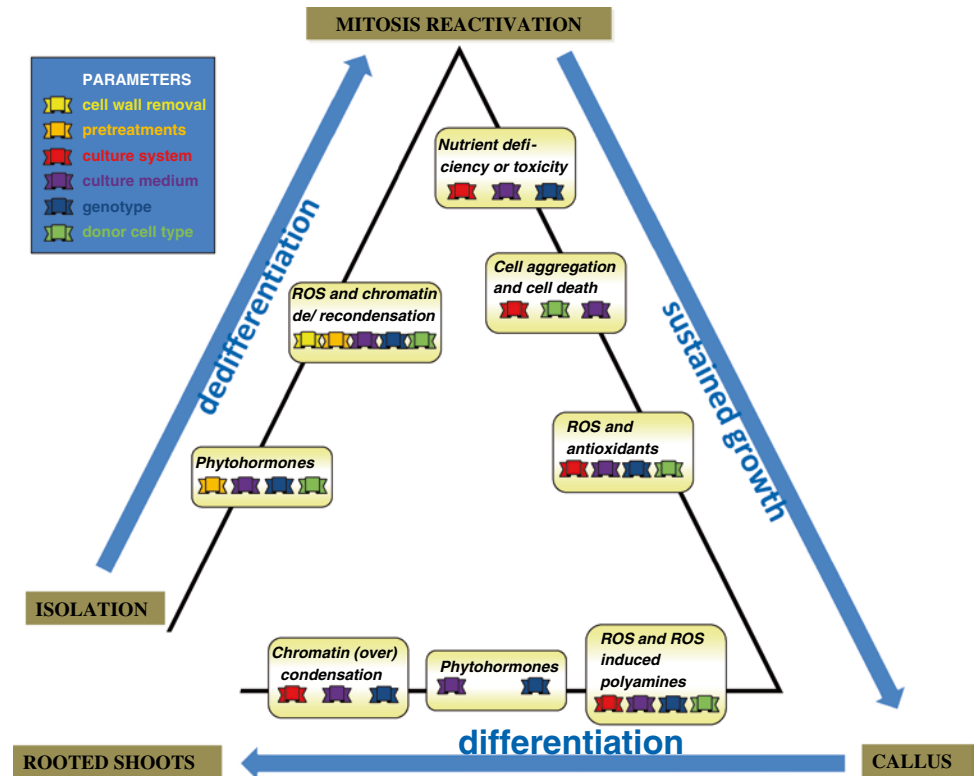 MITOSIS REACTIVATION
PARAMETERS
cell wall removal
pretreatments
culture system
culture medium
genotype
donor cell type
dedifferentiation
Nutrient defi-
ciency or toxicity
Cell aggregation
and cell death
ROS and chromatin
de/ recondensation
sustained growth
ROS and
antioxidants
Phytohormones
ISOLATION
Chromatin (over)
condensation
Phytohormones
ROS and ROS
induced
polyamines
differentiation
ROOTED SHOOTS
CALLUS